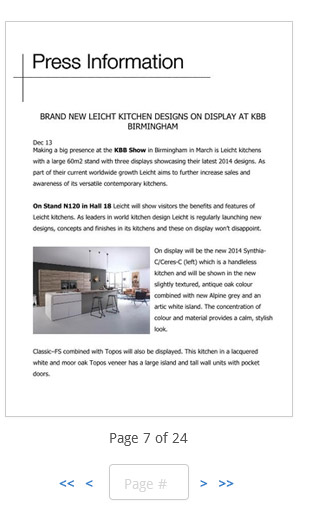 Press Information
BRAND NEW LEICHT KITCHEN DESIGNS ON DISPLAY AT KBB
BIRMINGHAM
Dec 13
Making a big presence at the KBB Show in Birmingham in March is Leicht kitchens
with a large 60m2 stand with three displays showcasing their latest 2014 designs. As
part of their current worldwide growth Leicht aims to further increase sales and
awareness of its versatile contemporary kitchens.
On Stand N120 in Hall 18 Leicht will show visitors the benefits and features of
Leicht kitchens. As leaders in world kitchen design Leicht is regularly launching new
designs, concepts and finishes in its kitchens and these on display won't disappoint.
On display will be the new 2014 Synthia-
C/Ceres-C (left) which is a handleless
kitchen and will be shown in the new
slightly textured, antique oak colour
combined with new Alpine grey and an
artic white island. The concentration of
colour and material provides a calm, stylish
look.
Classic–FS combined with Topos will also be displayed. This kitchen in a lacquered
white and moor oak Topos veneer has a large island and tall wall units with pocket
doors.
Page 7 of 24
<< < Page # > >>